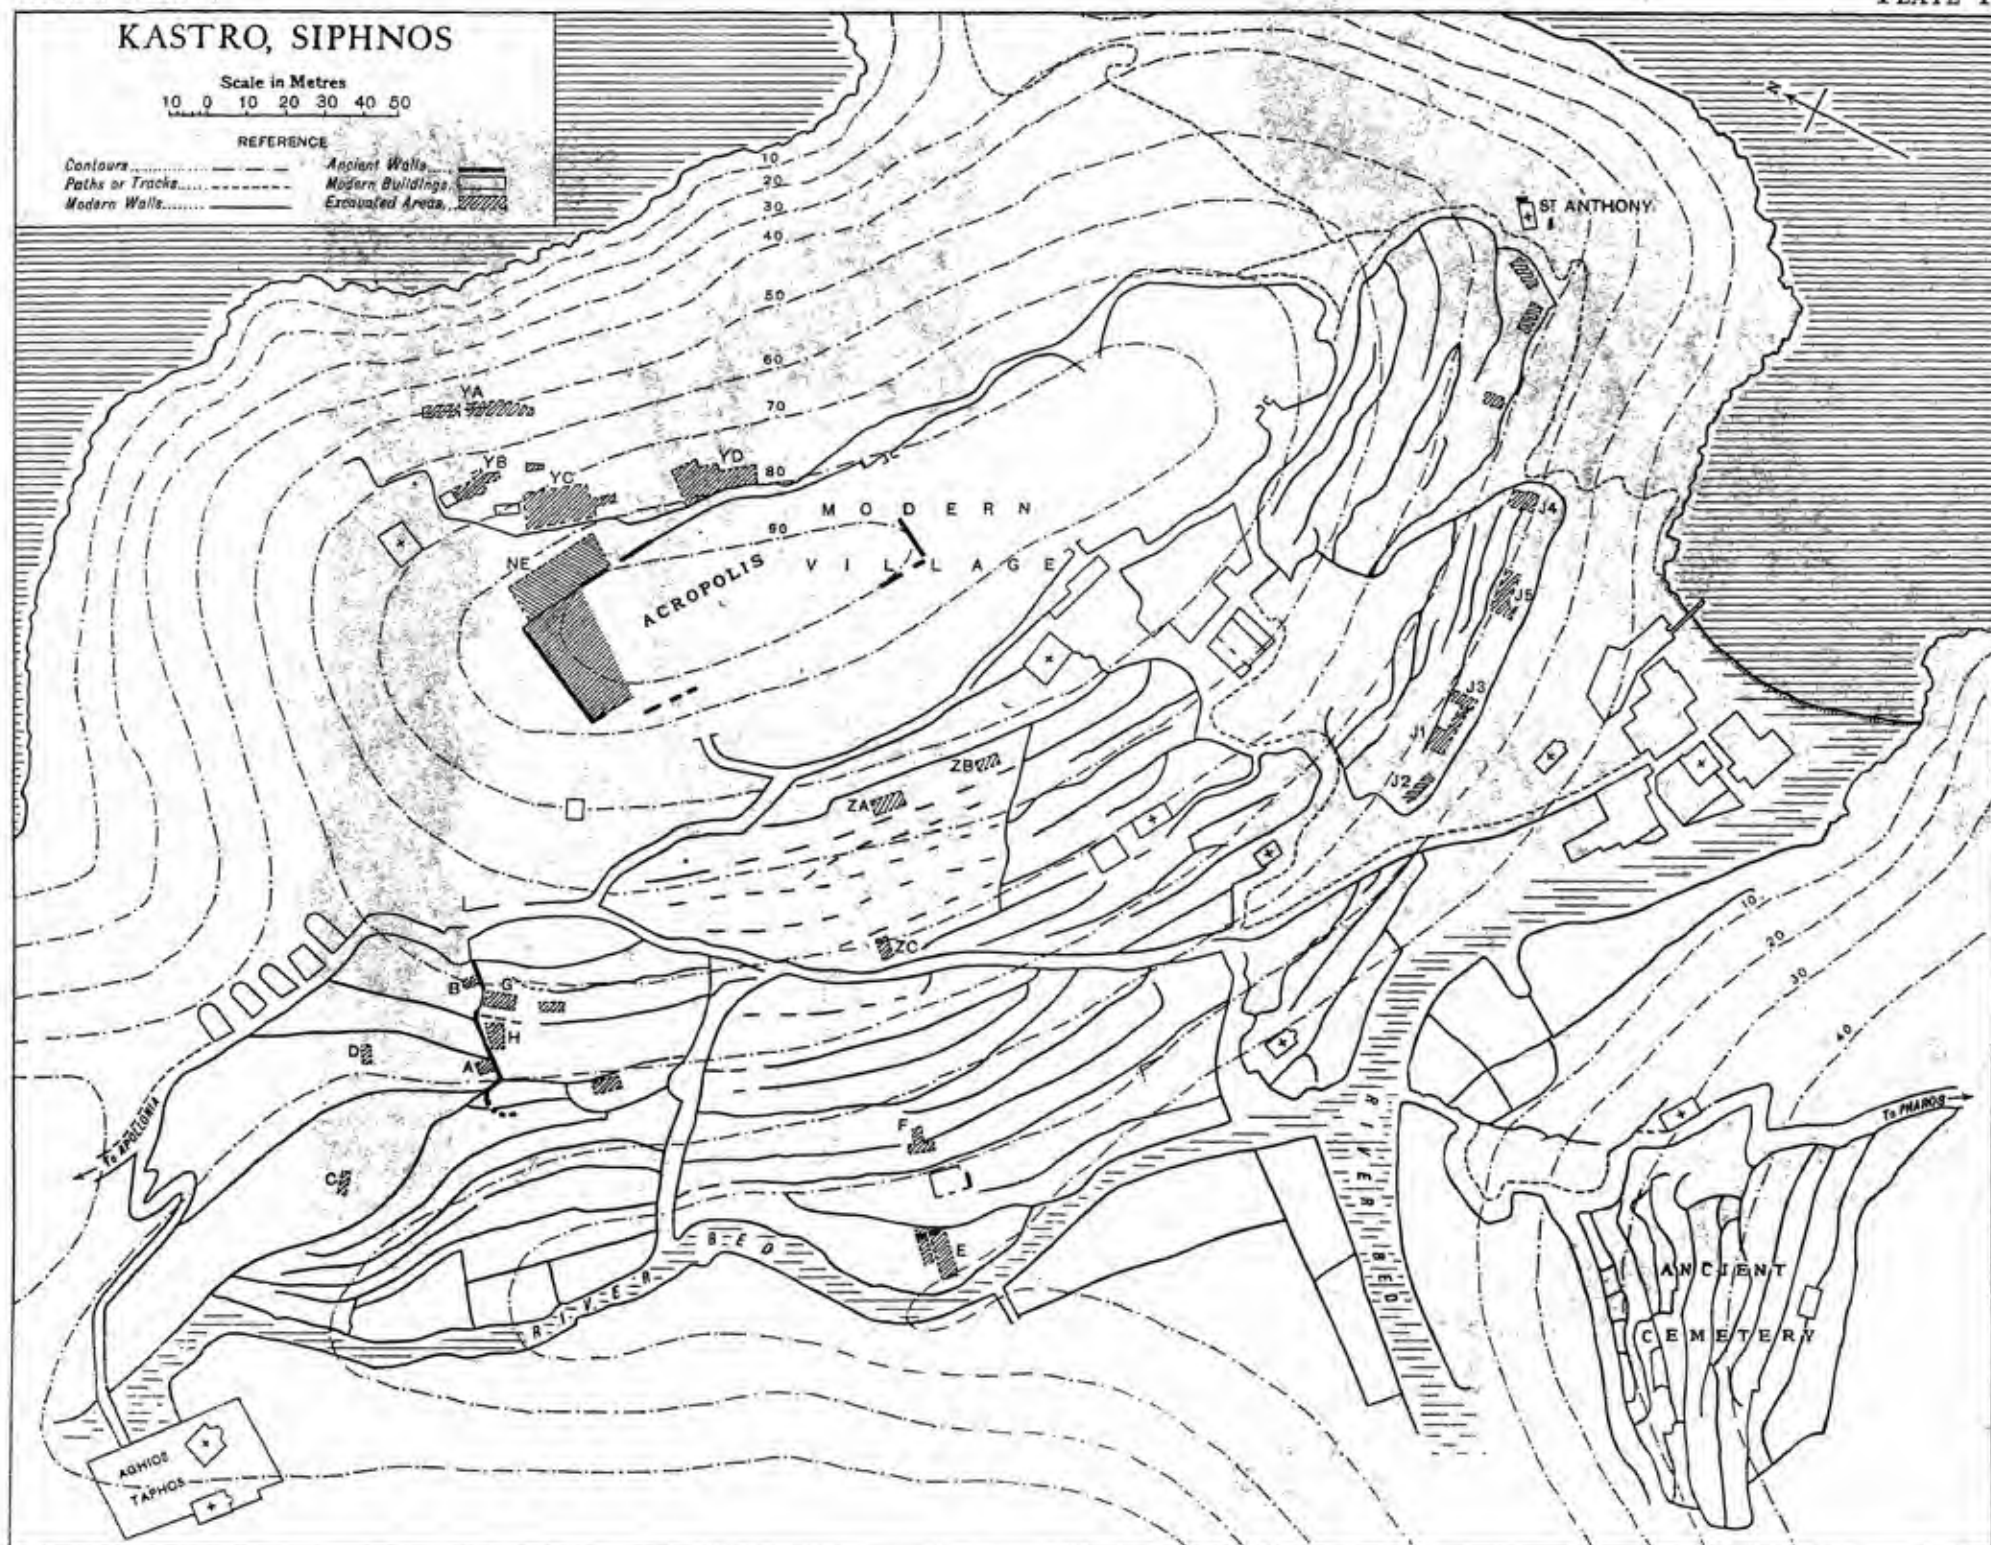 PLATE 1
KASTRO, SIPHNOS
Scale in Metres
10 0 10 20 30 40 50
REFERENCE
Contours
Paths or Tracks
Modern Walls
Ancient Walls
Modern Buildings
Excavated Areas
N
10
20
30
40
50
60
70
80
90
ST ANTHONY
YA
YB
YC
YD
NE
MODERN
VILLAGE
ACROPOLIS
J4
J5
J3
J1
J2
ZB
ZA
ZC
B
G
H
D
A
C
F
E
To APOLLONIA
RIVER BED
RIVER BED
10
20
30
40
To PHAROS
ANCIENT
CEMETERY
AGHIOS
TAPHOS